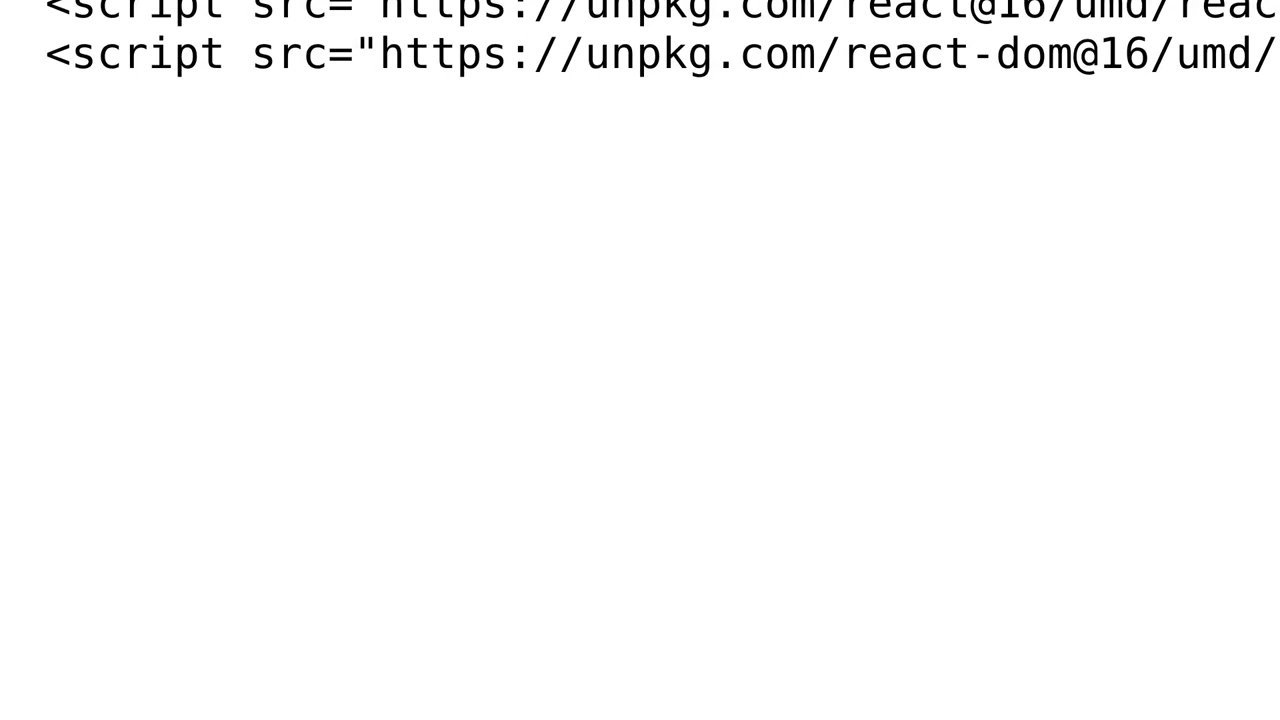 <script src="https://unpkg.com/react@16/umd/reac
<script src="https://unpkg.com/react-dom@16/umd/